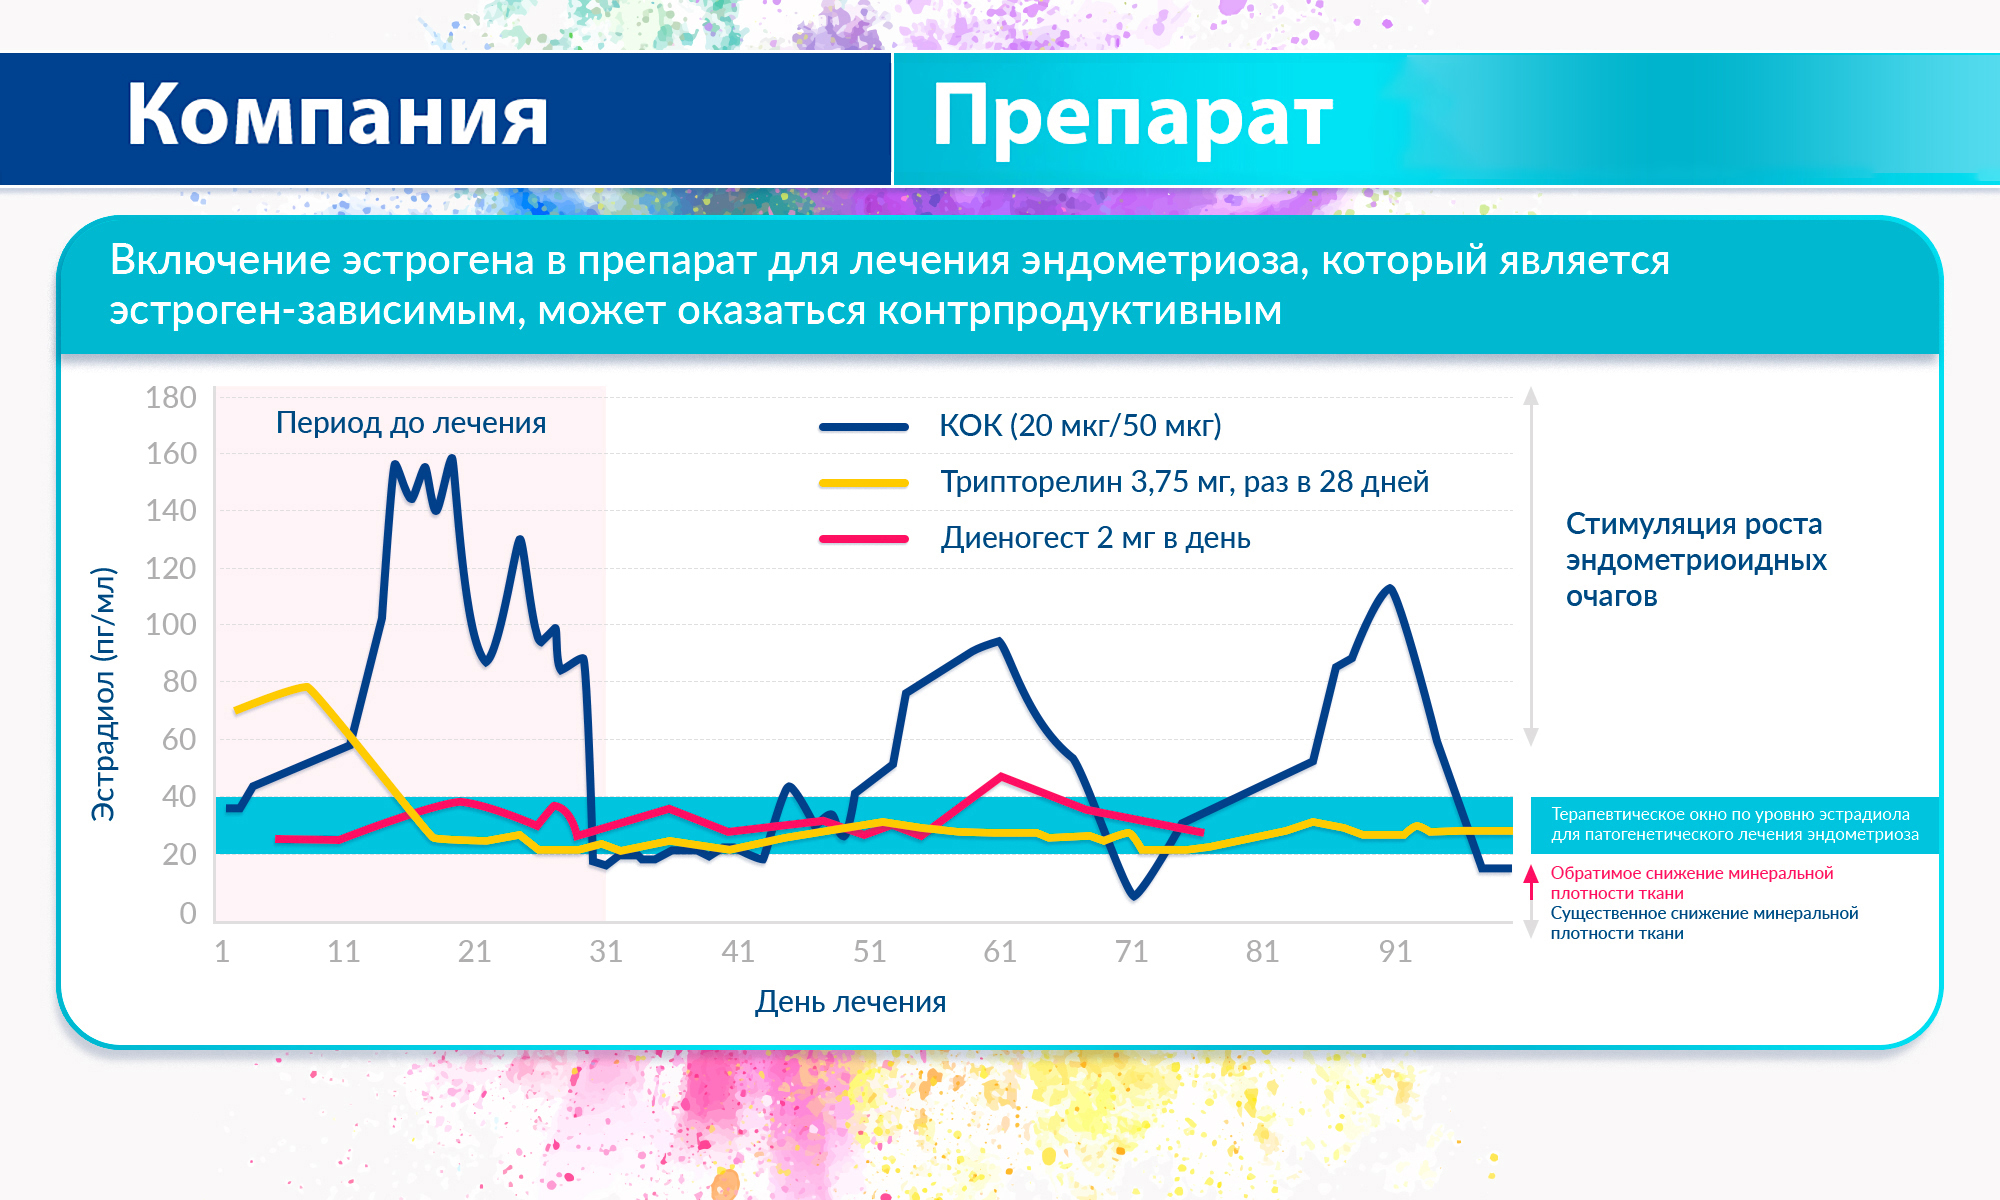 Компания
Препарат
Включение эстрогена в препарат для лечения эндометриоза, который является
эстроген-зависимым, может оказаться контрпродуктивным
180
160
140
120
100
80
60
40
20
0
Эстрадиол (пг/мл)
Период до лечения
КОК (20 мкг/50 мкг)
Трипторелин 3,75 мг, раз в 28 дней
Диеногест 2 мг в день
Стимуляция роста
эндометриоидных
очагов
Терапевтическое окно по уровню эстрадиола
для патогенетического лечения эндометриоза
Обратимое снижение минеральной
плотности ткани
Существенное снижение минеральной
плотности ткани
1 11 21 31 41 51 61 71 81 91
День лечения